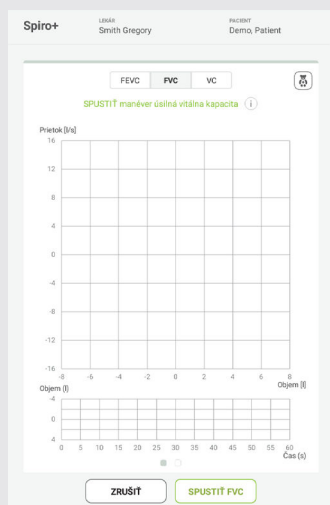 Spiro+
LEKÁR
Smith Gregory
PACIENT
Demo, Patient
FEVC FVC VC
SPUSTIŤ manéver úsilná vitálna kapacita i
Prietok [l/s]
16
12
8
4
0
-4
-8
-12
-16
-8 -6 -4 -2 0 2 4 6 8
Objem [l]
Objem (l)
-4
0
4
0 5 10 15 20 25 30 35 40 45 50 55 60
Čas (s)
ZRUŠIŤ SPUSTIŤ FVC